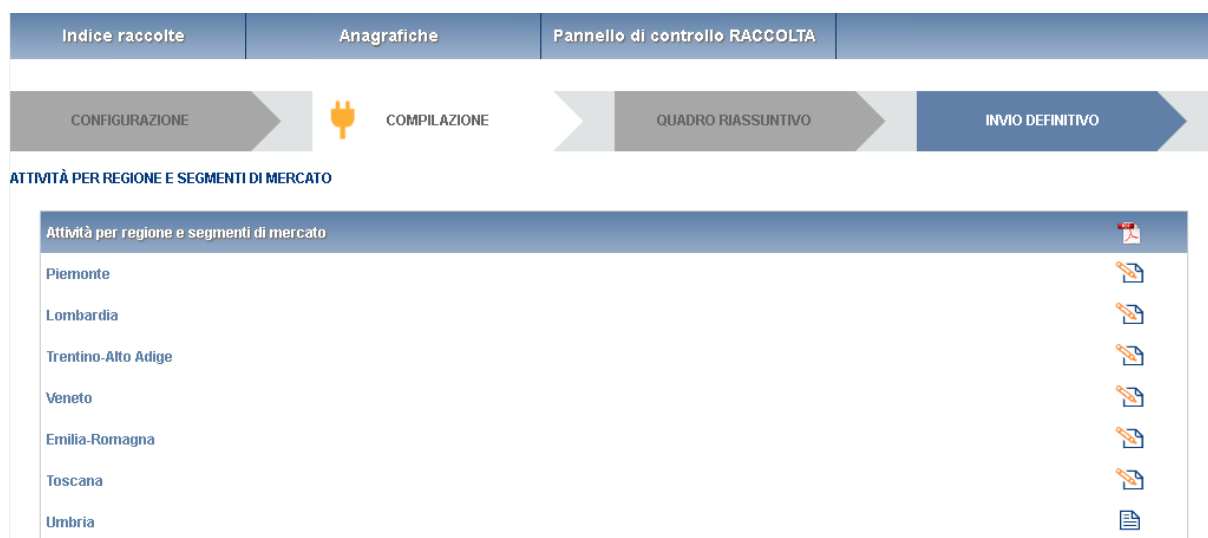 Indice raccolte
Anagrafiche
Pannello di controllo RACCOLTA
CONFIGURAZIONE
COMPILAZIONE
QUADRO RIASSUNTIVO
INVIO DEFINITIVO
ATTIVITÀ PER REGIONE E SEGMENTI DI MERCATO
Attività per regione e segmenti di mercato
Piemonte
Lombardia
Trentino-Alto Adige
Veneto
Emilia-Romagna
Toscana
Umbria